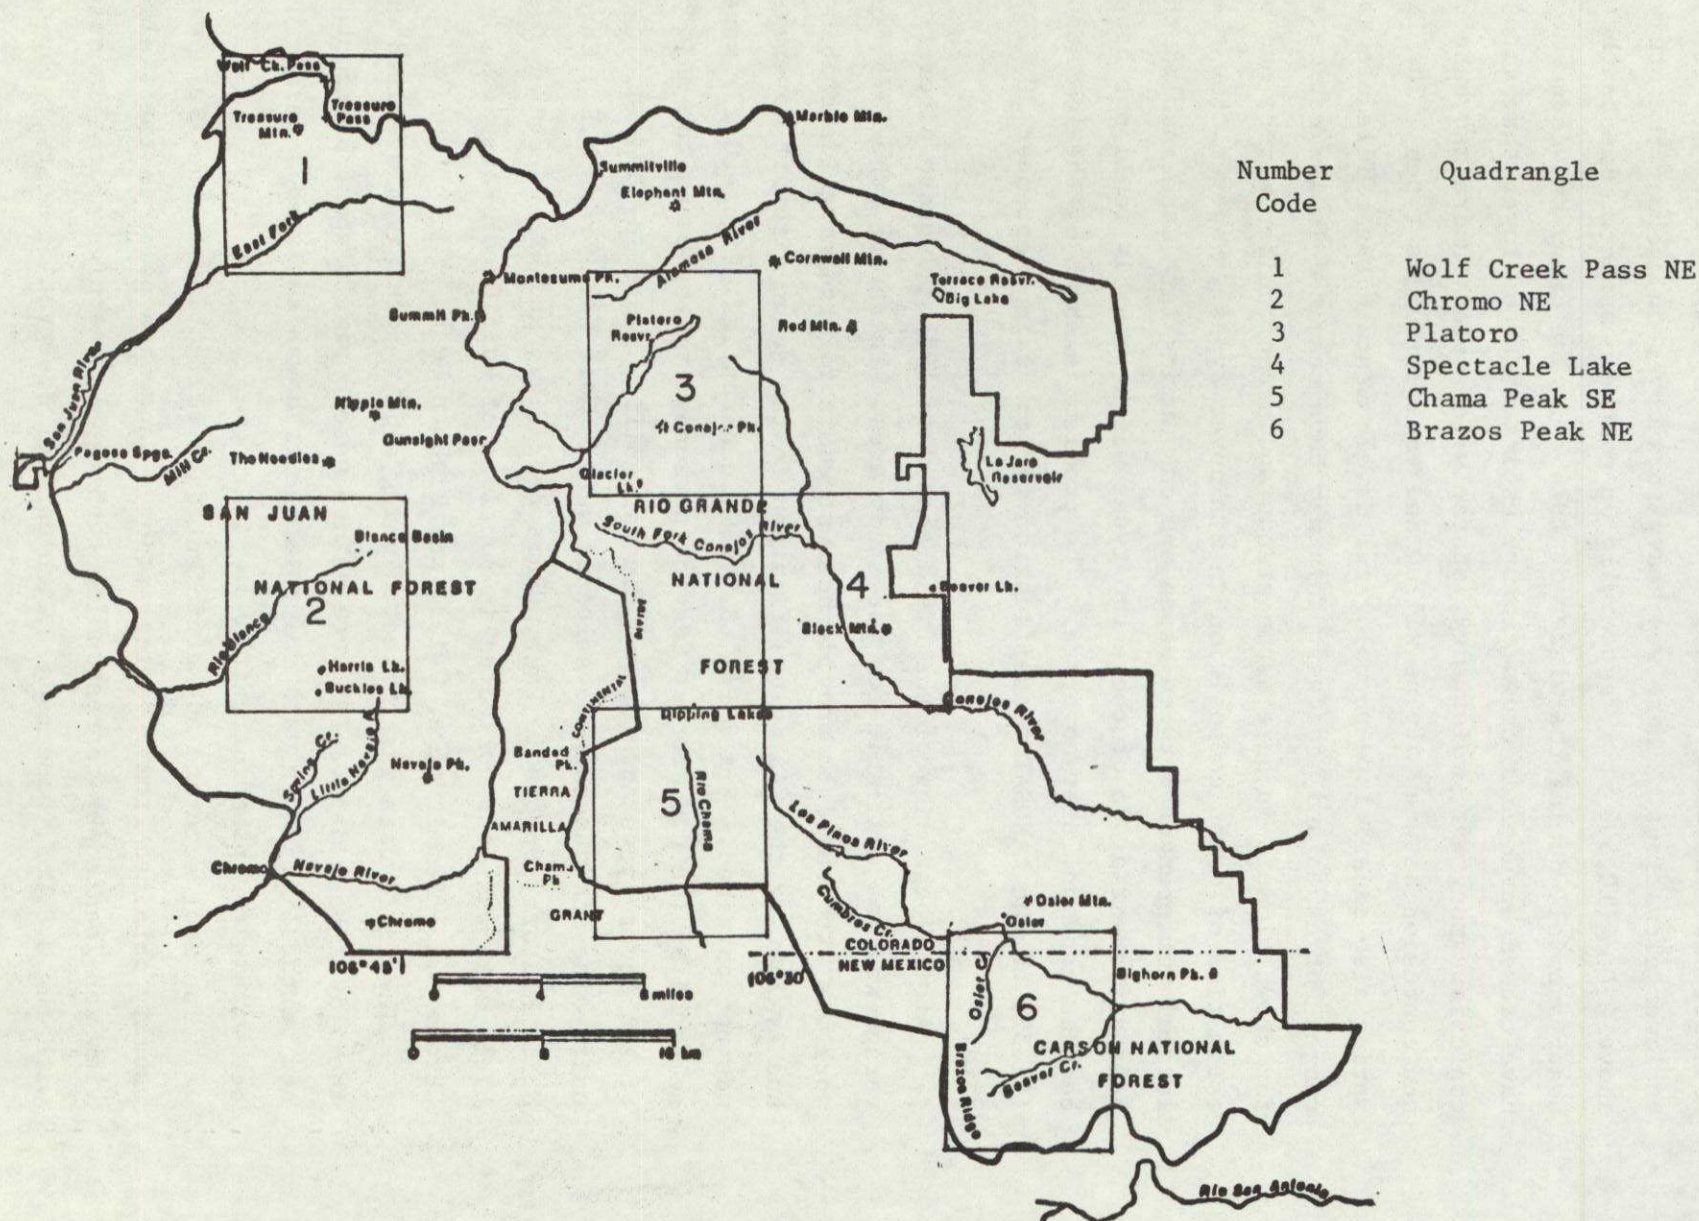 Wolf Ck. Pass
Treasure
Pass
Treasure
Mtn.
1
East Fork
Marble Mtn.
Summitville
Elephant Mtn.
Alamosa River
Cornwall Mtn.
Montezuma Pk.
Terrace Resvr.
Big Lake
Summit Pk.
Platoro
Resvr.
Red Mtn.
San Juan River
3
Nipple Mtn.
Conejos Pk.
Gunsight Pass
Pagosa Spgs.
Mill Cr.
The Needles
La Jara
Reservoir
Glacier
Lk.
SAN JUAN
RIO GRANDE
South Fork Conejos River
Blanco Basin
NATIONAL FOREST
NATIONAL
2
4
Beaver Lk.
DIVIDE
Rio Blanco
Black Mtn.
Harris Lk.
FOREST
Buckles Lk.
CONTINENTAL
Dipping Lakes
Conejos River
Spring Cr.
Little Navajo R.
Banded
Pk.
Navajo Pk.
TIERRA
5
Rio Chama
AMARILLA
Los Pinos River
Chromo
Navajo River
Chama
Pk
Cumbres Cr.
Osier Mtn.
Chromo
GRANT
Osier
COLORADO
NEW MEXICO
106°45'
106°30'
Osier Cr.
Bighorn Pk.
0 4 8 miles
6
0 8 16 km
CARSON NATIONAL
FOREST
Beaver Cr.
Brazos Ridge
Rio San Antonio
Number Quadrangle
Code
1 Wolf Creek Pass NE
2 Chromo NE
3 Platoro
4 Spectacle Lake
5 Chama Peak SE
6 Brazos Peak NE